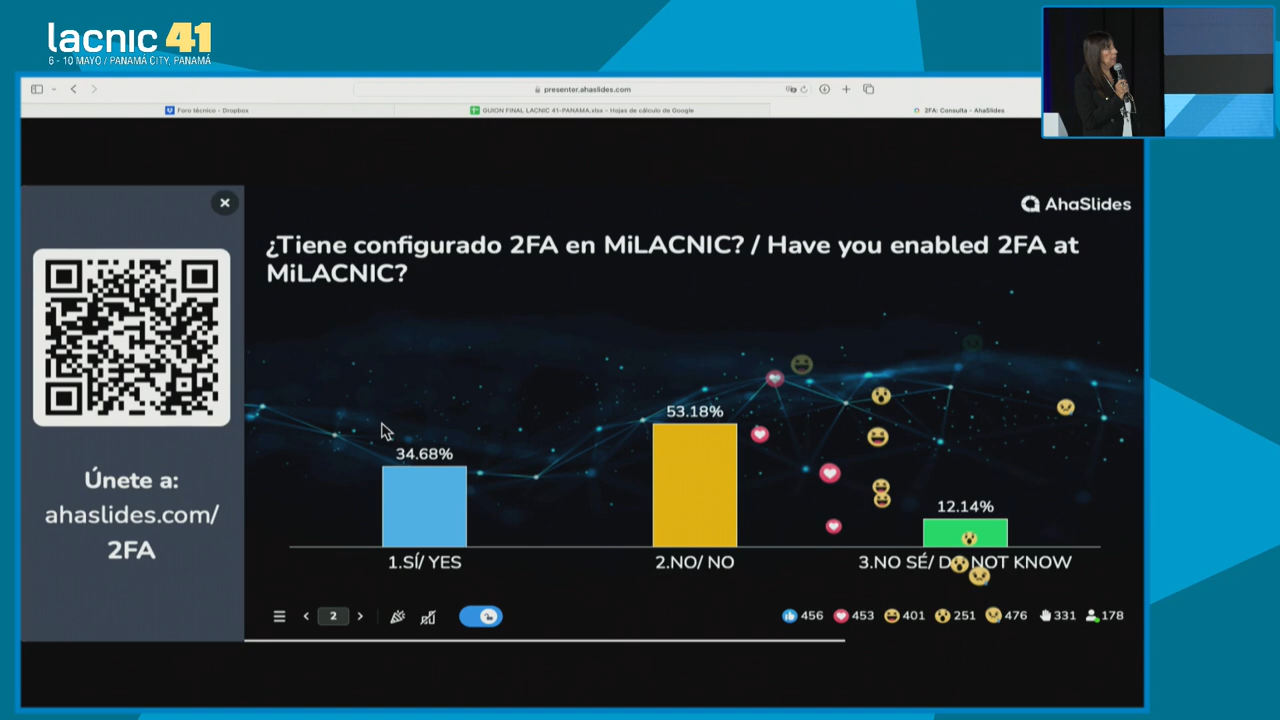 lacnic 41
6 - 10 MAYO / PANAMÁ CITY, PANAMÁ
presenter.ahaslides.com
Foro técnico - Dropbox
GUION FINAL LACNIC 41-PANAMA.xlsx - Hojas de cálculo de Google
2FA: Consulta - AhaSlides
AhaSlides
¿Tiene configurado 2FA en MiLACNIC? / Have you enabled 2FA at
MiLACNIC?
Únete a:
ahaslides.com/
2FA
34.68%
53.18%
12.14%
1.SÍ/ YES
2.NO/ NO
3.NO SÉ/ DO NOT KNOW
2
456
453
401
251
476
331
178